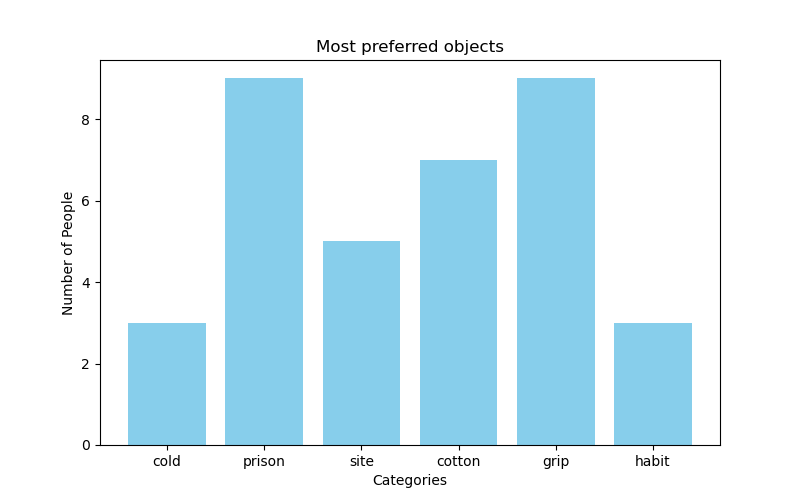 Most preferred objects
Number of People
8
6
4
2
0
cold prison site cotton grip habit
Categories